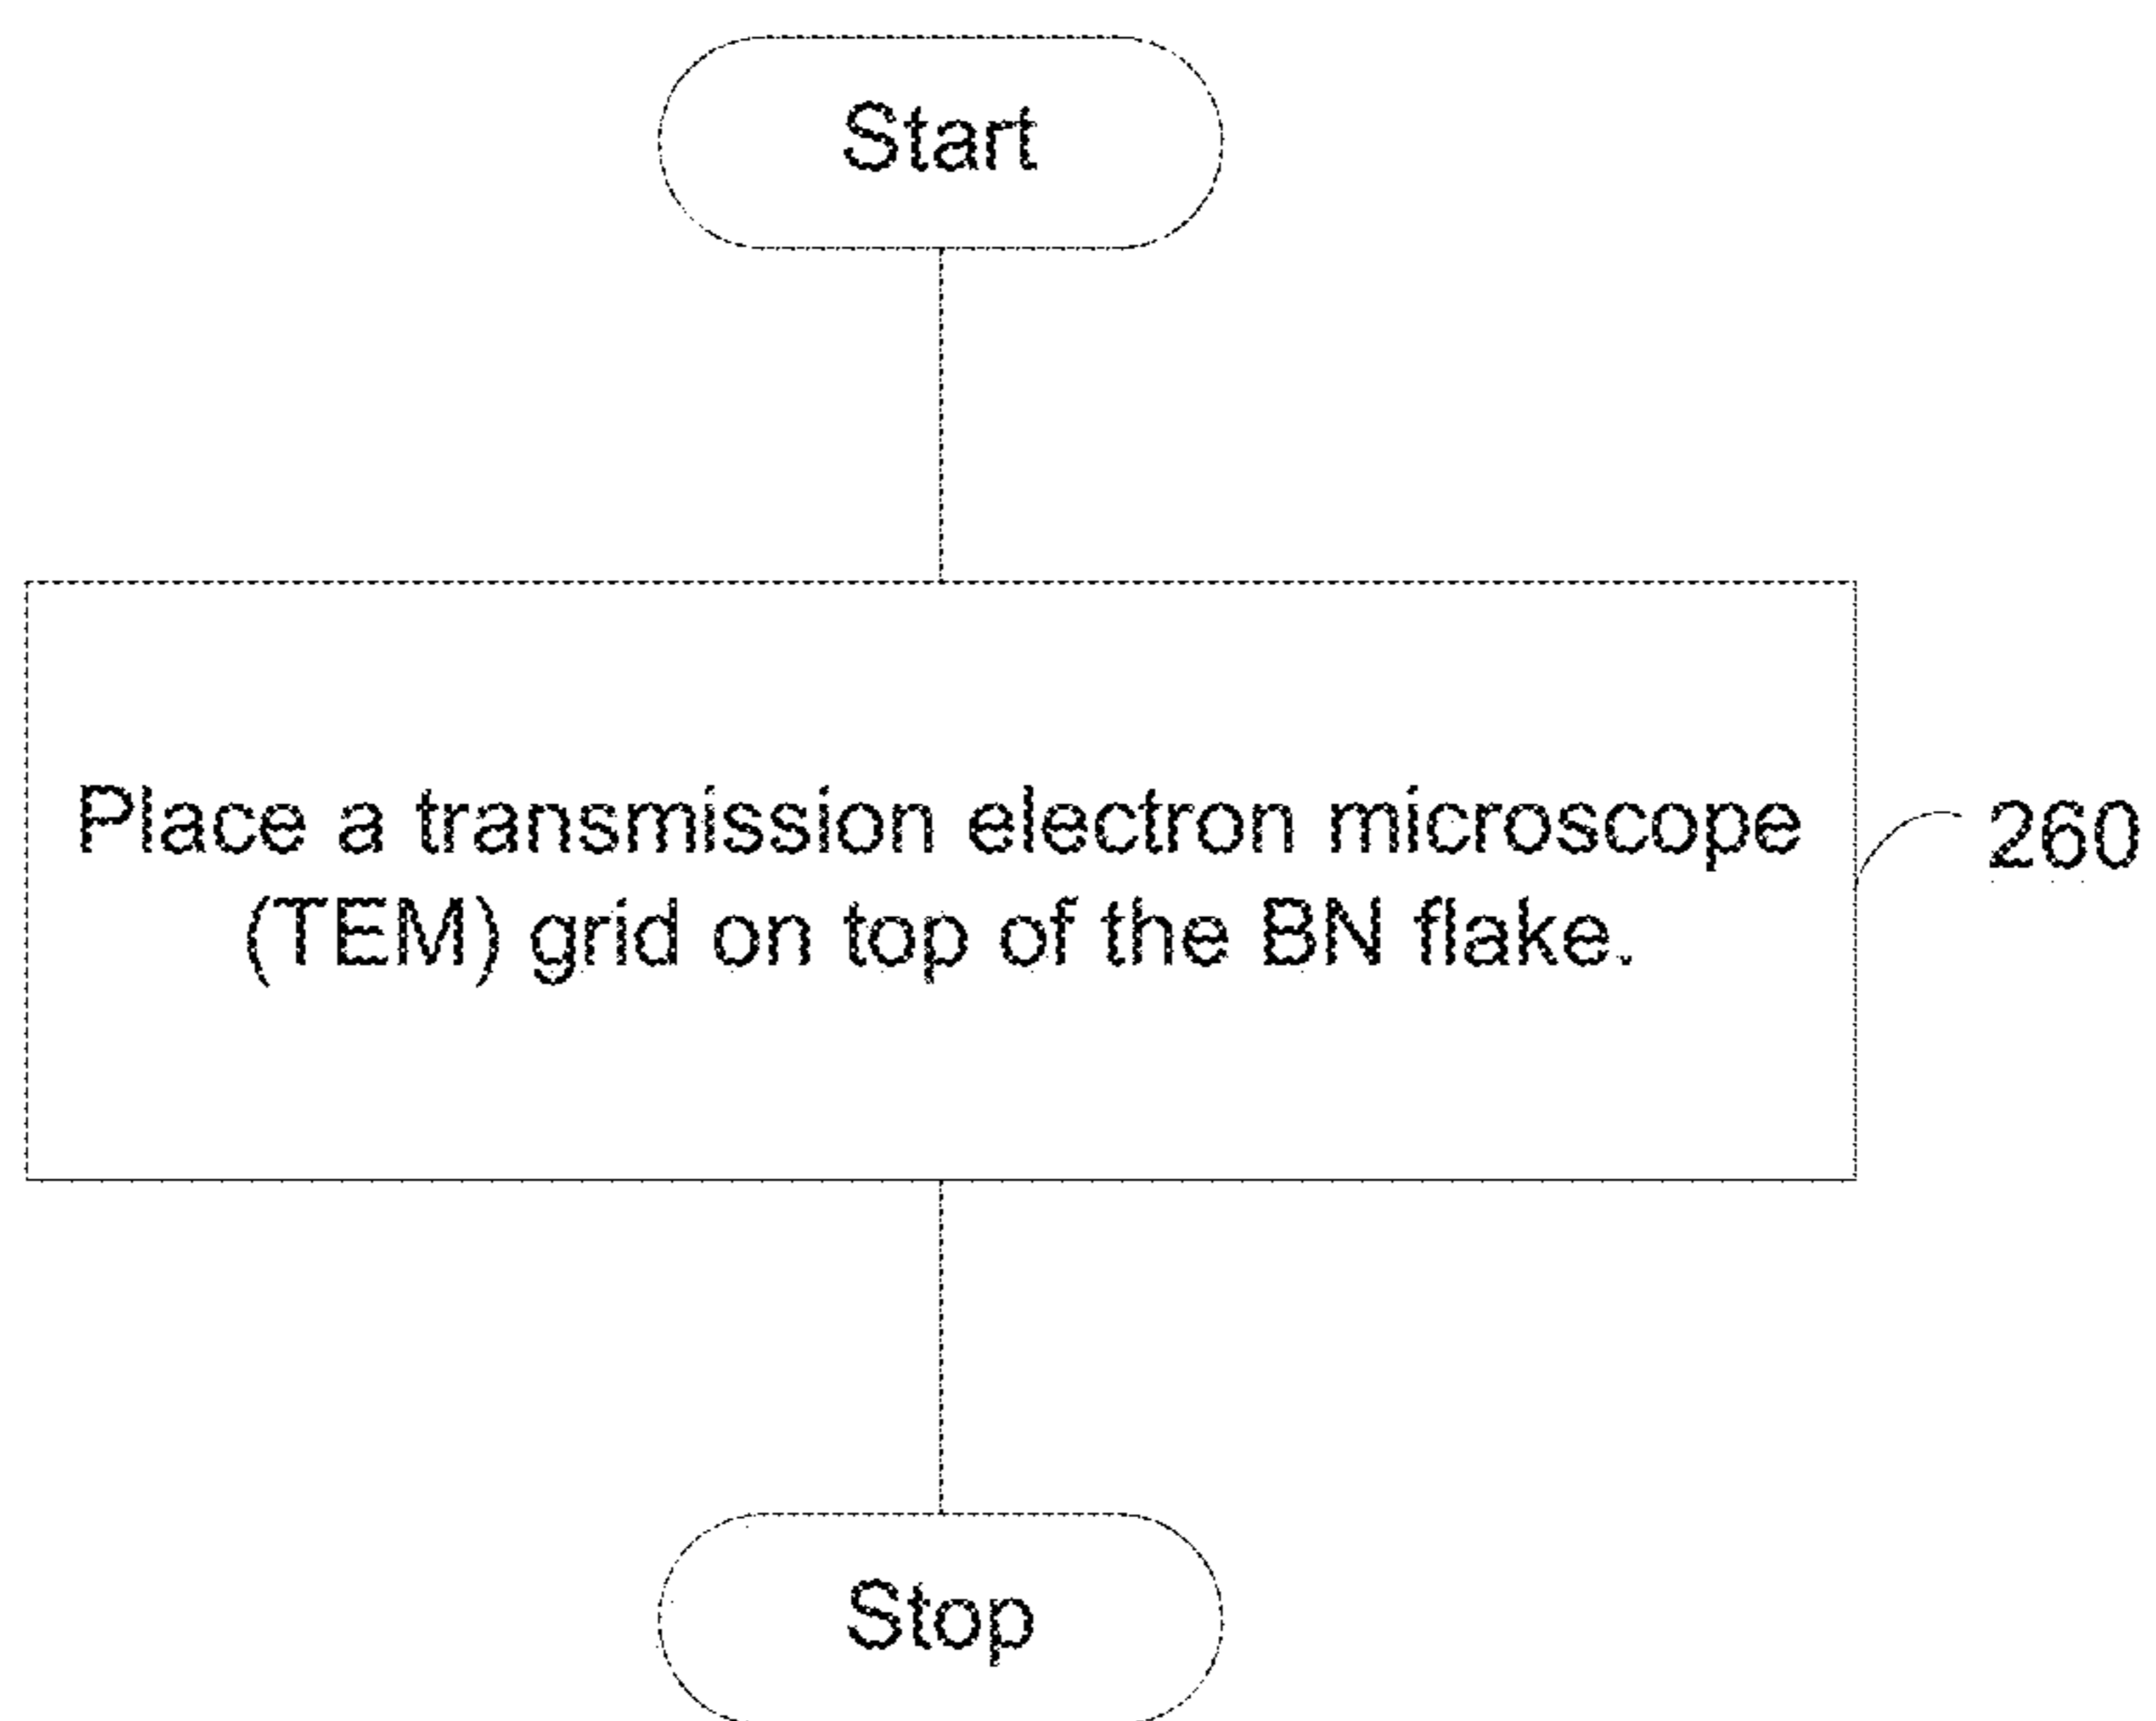 Start
Place a transmission electron microscope
(TEM) grid on top of the BN flake.
260
Stop